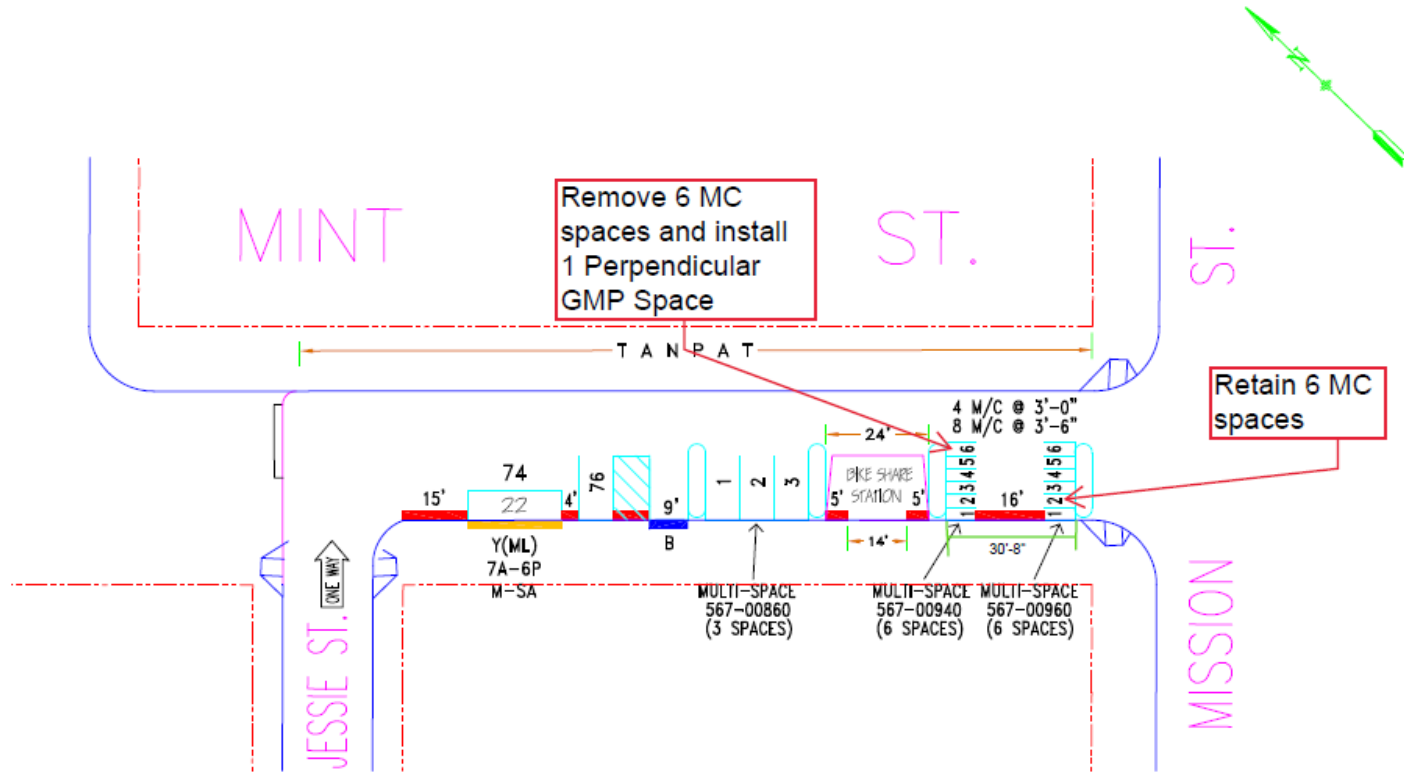 N
MINT ST.
ST.
Remove 6 MC
spaces and install
1 Perpendicular
GMP Space
TANPAT
Retain 6 MC
spaces
4 M/C @ 3'-0"
8 M/C @ 3'-6"
24'
74
22
76
15'
4'
9'
B
1
2
3
BIKE SHARE
STATION
5'
5'
14'
1 2 3 4 5 6
16'
1 2 3 4 5 6
30'-8"
Y(ML)
7A-6P
M-SA
MULTI-SPACE
567-00860
(3 SPACES)
MULTI-SPACE
567-00940
(6 SPACES)
MULTI-SPACE
567-00960
(6 SPACES)
ONE WAY
JESSIE ST.
MISSION